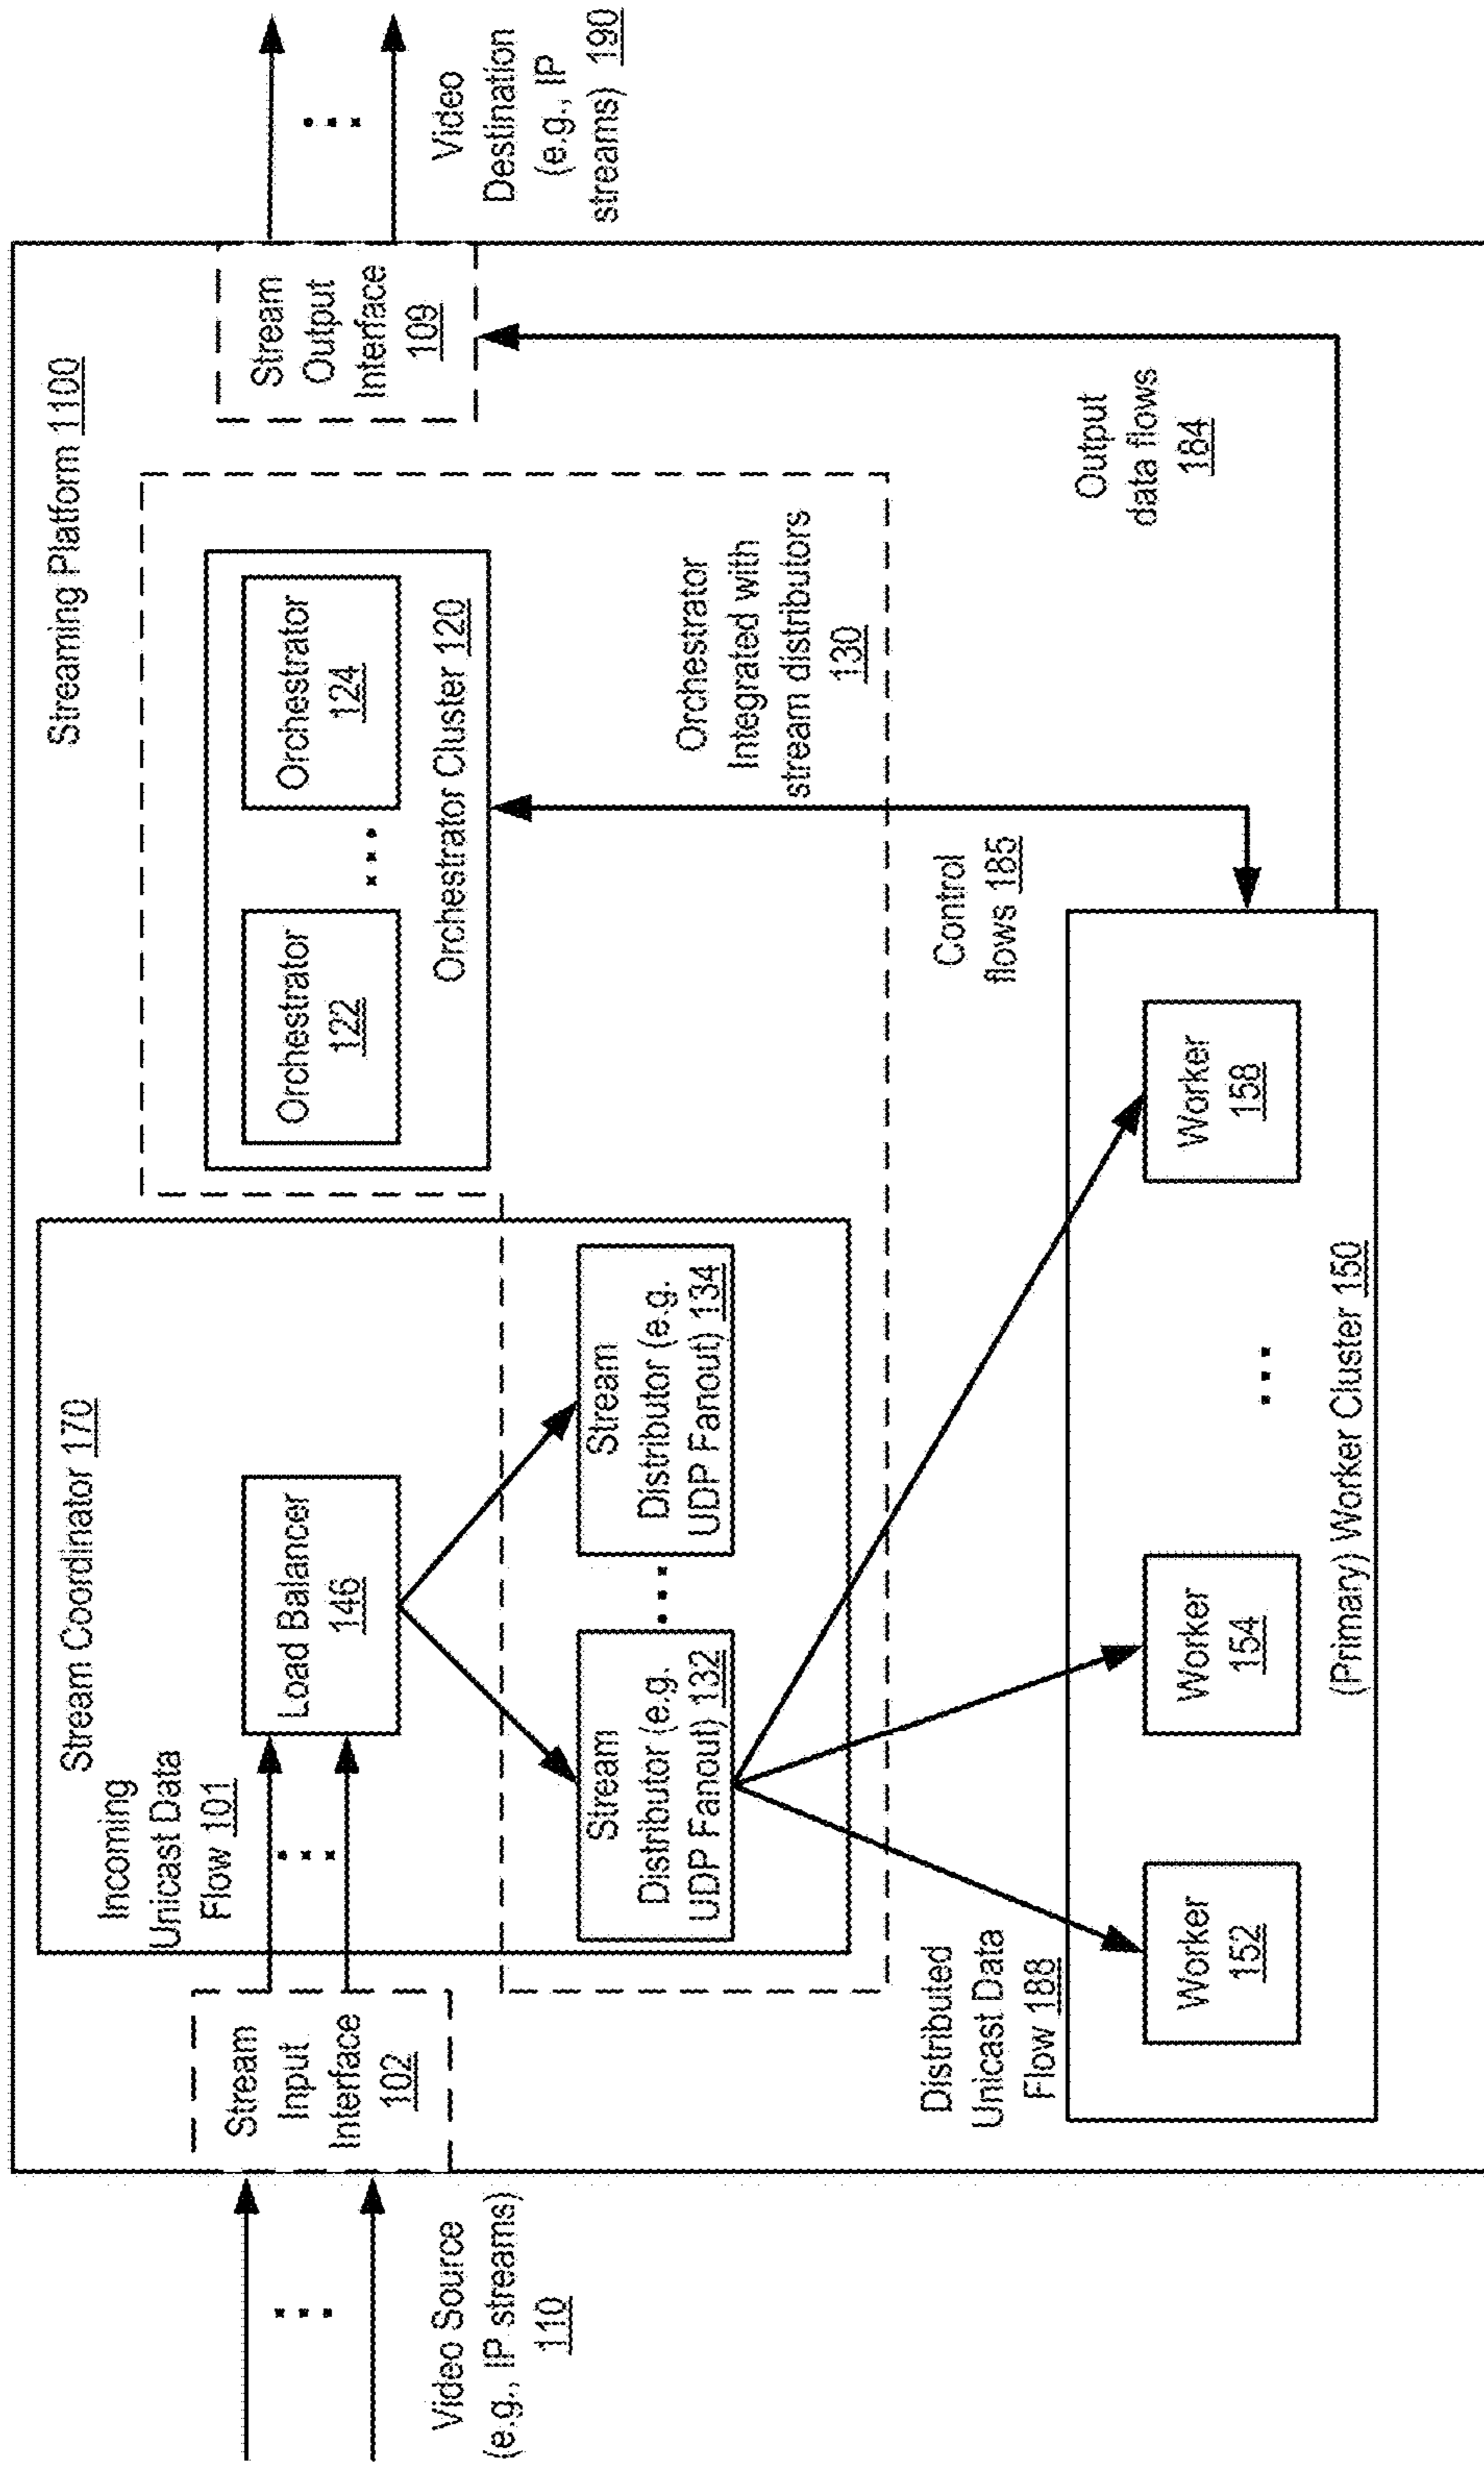 Streaming Platform 1100
Video Source
(e.g., IP streams)
110
Stream
Input
Interface
102
Stream Coordinator 170
Incoming
Unicast Data
Flow 101
Load Balancer
146
Stream
Distributor (e.g.
UDP Fanout) 132
Stream
Distributor (e.g.
UDP Fanout) 134
Orchestrator
122
Orchestrator
124
Orchestrator Cluster 120
Orchestrator
Integrated with
stream distributors
130
Stream
Output
Interface
109
Video
Destination
(e.g., IP
streams) 190
Distributed
Unicast Data
Flow 188
Control
flows 185
Output
data flows
184
Worker
152
Worker
154
Worker
158
(Primary) Worker Cluster 150